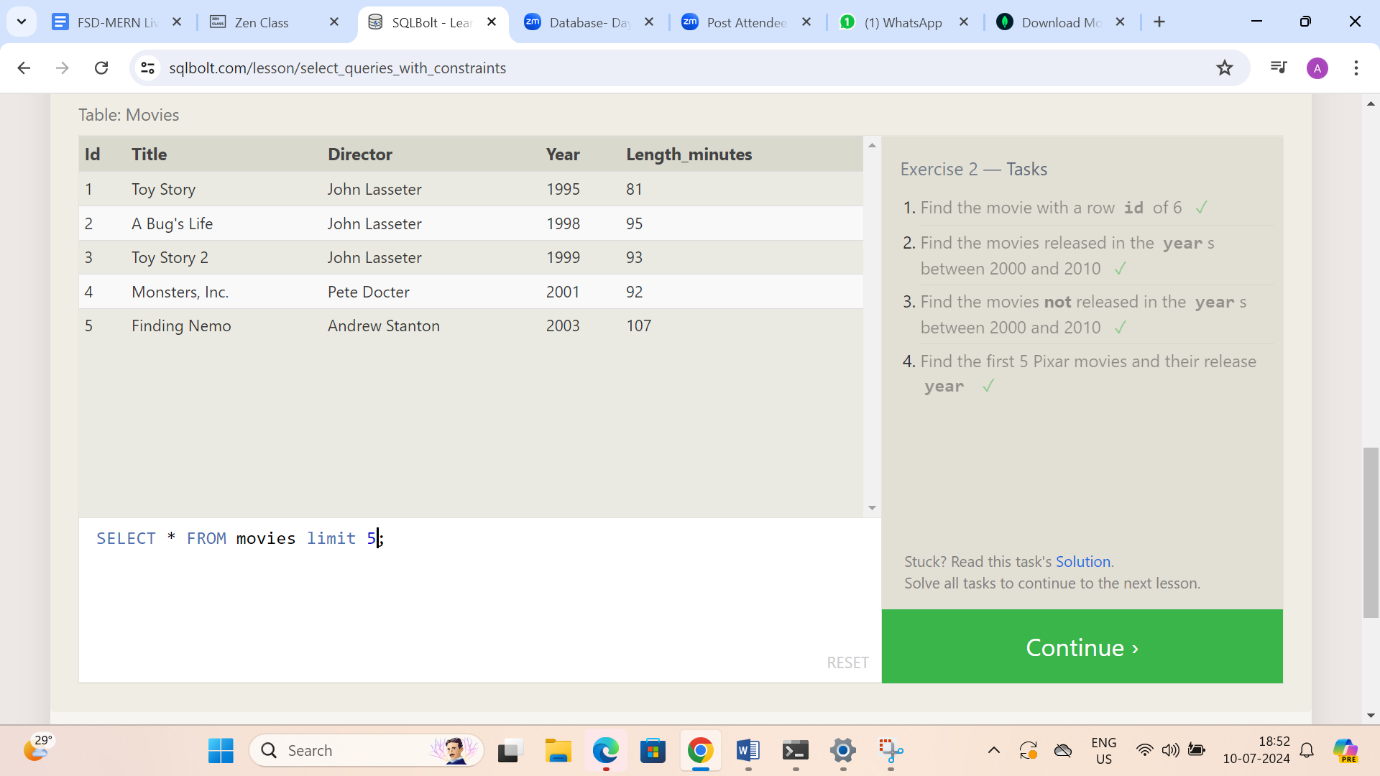 FSD-MERN Liv
Zen Class
SQLBolt - Lear
zm Database- Day
zm Post Attendee
1 (1) WhatsApp
Download Mo
sqlbolt.com/lesson/select_queries_with_constraints
A
Table: Movies
Id Title Director Year Length_minutes
1 Toy Story John Lasseter 1995 81
2 A Bug's Life John Lasseter 1998 95
3 Toy Story 2 John Lasseter 1999 93
4 Monsters, Inc. Pete Docter 2001 92
5 Finding Nemo Andrew Stanton 2003 107
SELECT * FROM movies limit 5;
RESET
Exercise 2 — Tasks
1. Find the movie with a row id of 6 ✓
2. Find the movies released in the year s
between 2000 and 2010 ✓
3. Find the movies not released in the year s
between 2000 and 2010 ✓
4. Find the first 5 Pixar movies and their release
year ✓
Stuck? Read this task's Solution.
Solve all tasks to continue to the next lesson.
Continue ›
29°
Search
ENG
US
18:52
10-07-2024
PRE